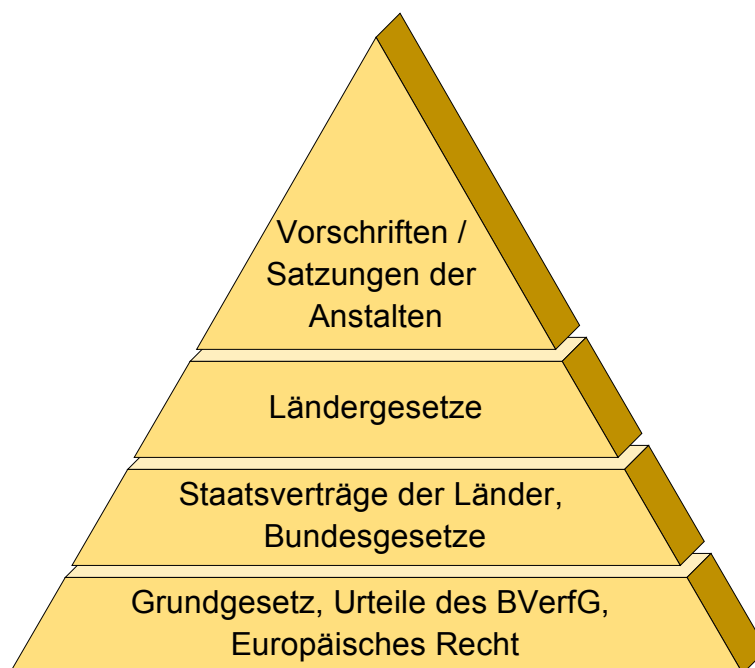 Vorschriften /
Satzungen der
Anstalten
Ländergesetze
Staatsverträge der Länder,
Bundesgesetze
Grundgesetz, Urteile des BVerfG,
Europäisches Recht